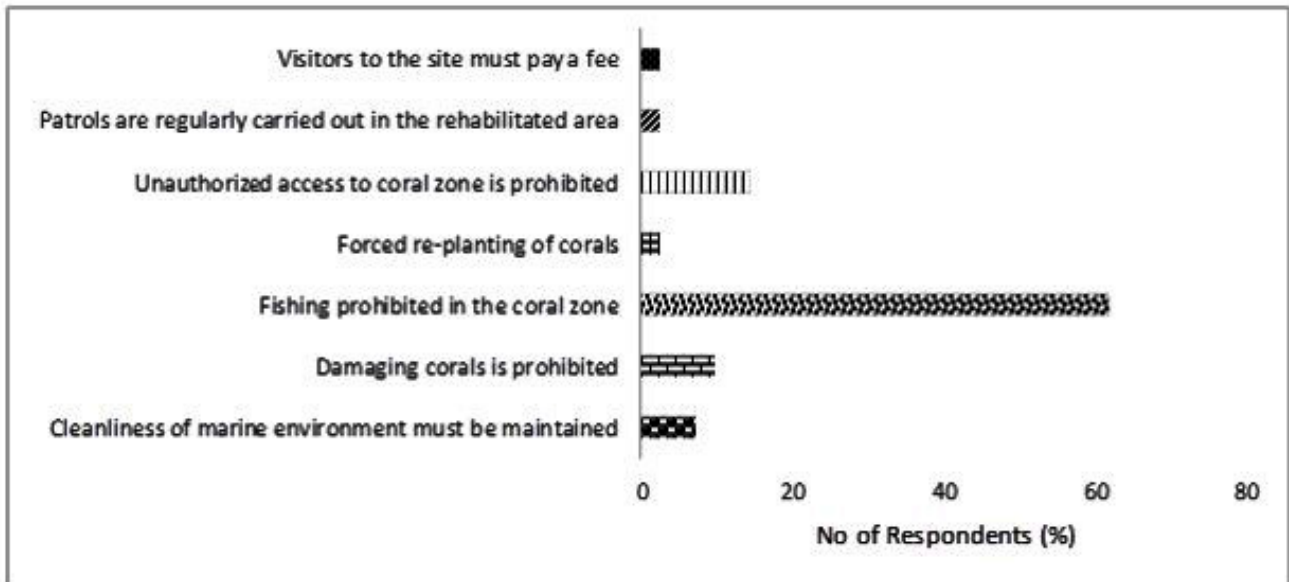 Visitors to the site must pay a fee
Patrols are regularly carried out in the rehabilitated area
Unauthorized access to coral zone is prohibited
Forced re-planting of corals
Fishing prohibited in the coral zone
Damaging corals is prohibited
Cleanliness of marine environment must be maintained
0 20 40 60 80
No of Respondents (%)